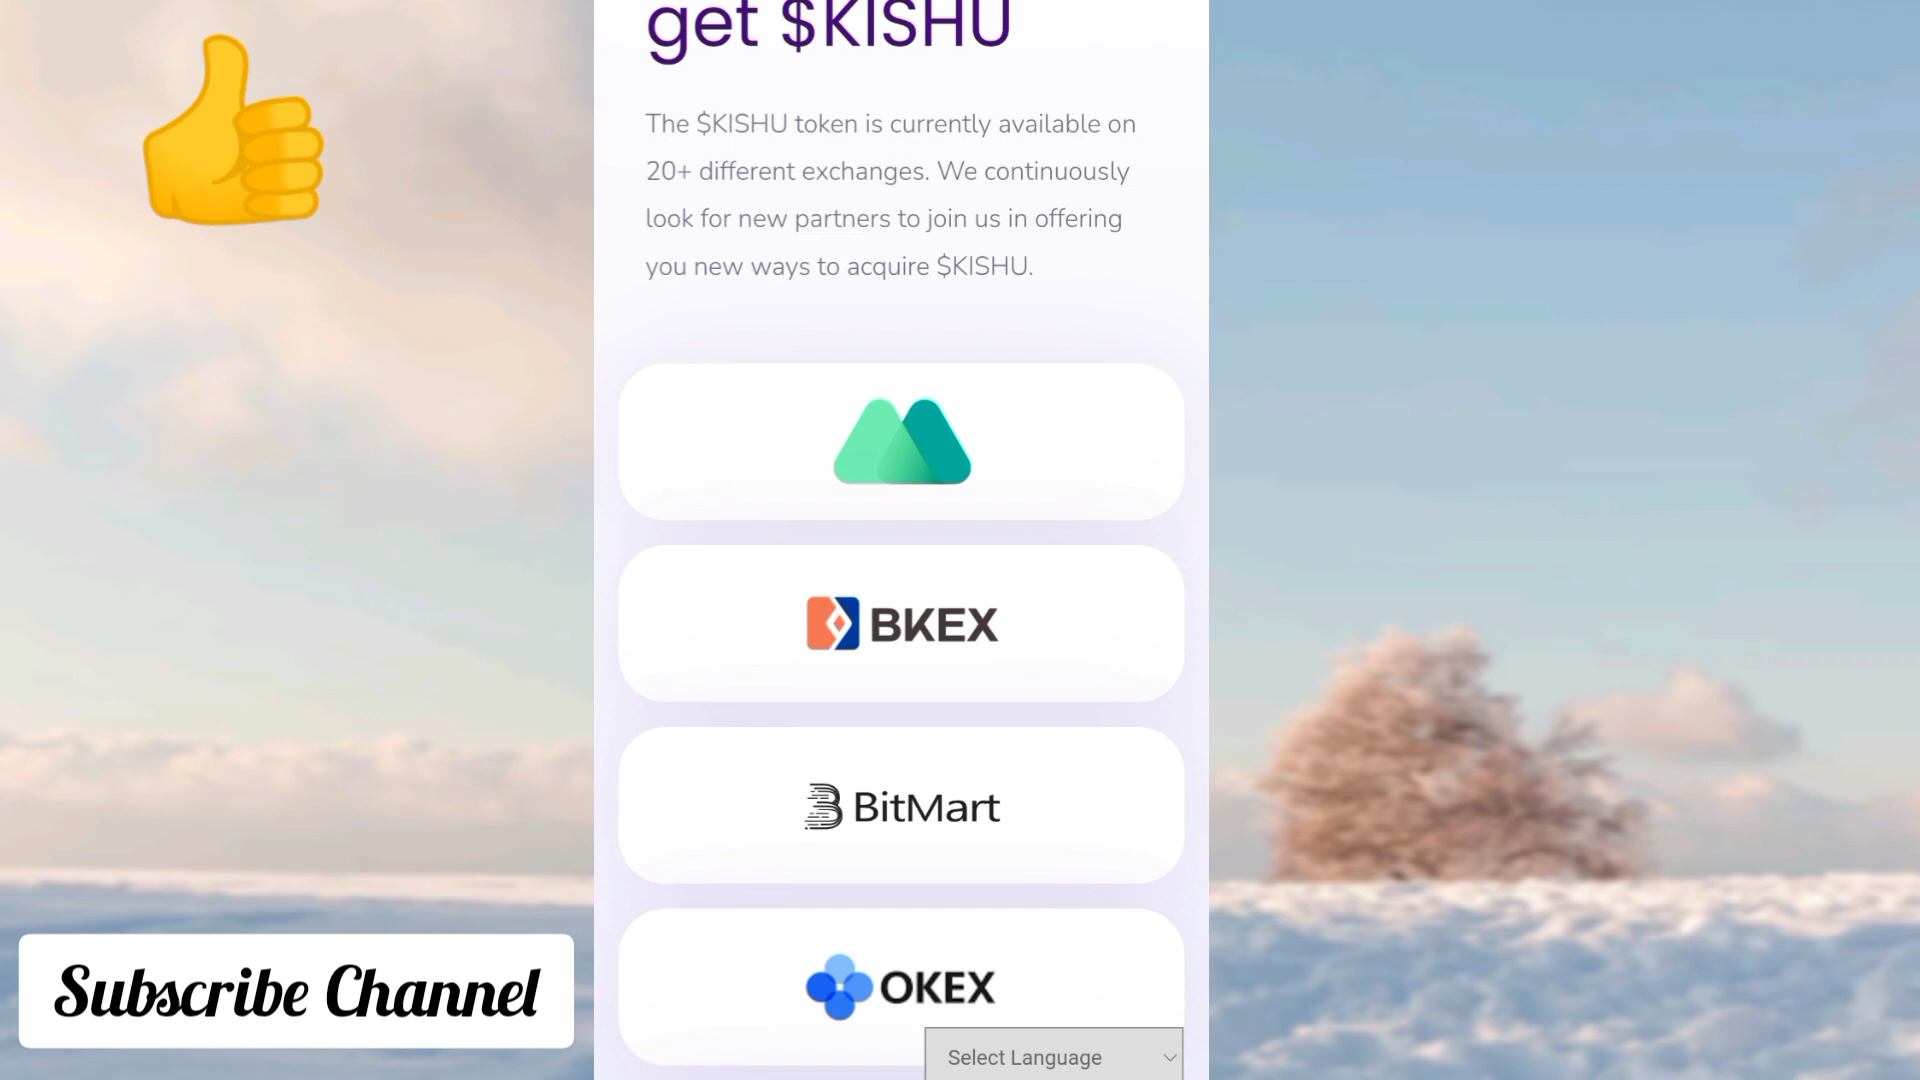 get $KISHU
The $KISHU token is currently available on
20+ different exchanges. We continuously
look for new partners to join us in offering
you new ways to acquire $KISHU.
BKEX
BitMart
OKEX
Select Language
Subscribe Channel